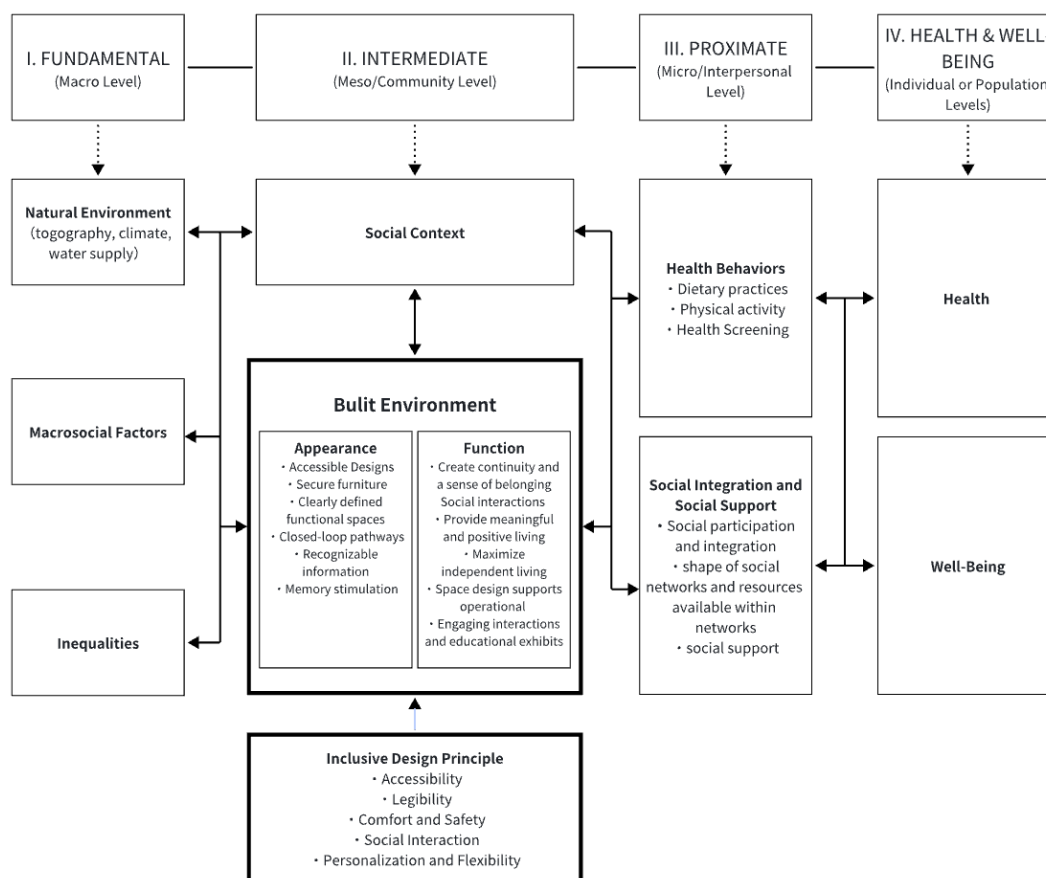 I. FUNDAMENTAL
(Macro Level)
II. INTERMEDIATE
(Meso/Community Level)
III. PROXIMATE
(Micro/Interpersonal
Level)
IV. HEALTH & WELL-
BEING
(Individual or Population
Levels)
Natural Environment
（togography, climate,
water supply）
Macrosocial Factors
Inequalities
Social Context
Bulit Environment
Appearance
・Accessible Designs
・Secure furniture
・Clearly defined
functional spaces
・Closed-loop pathways
・Recognizable
information
・Memory stimulation
Function
・Create continuity and
a sense of belonging
Social interactions
・Provide meaningful
and positive living
・Maximize
independent living
・Space design supports
operational
・Engaging interactions
and educational exhibits
Inclusive Design Principle
・Accessibility
・Legibility
・Comfort and Safety
・Social Interaction
・Personalization and Flexibility
Health Behaviors
・Dietary practices
・Physical activity
・Health Screening
Social Integration and
Social Support
・Social participation
and integration
・shape of social
networks and resources
available within
networks
・social support
Health
Well-Being